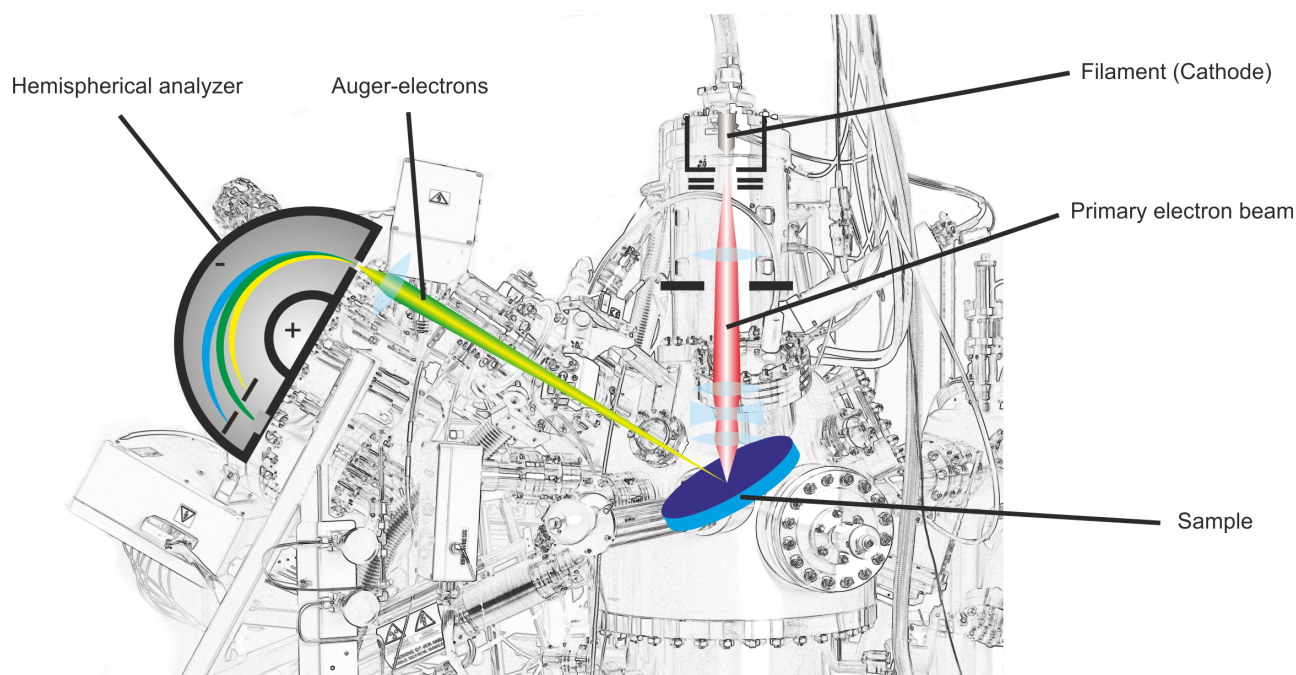 Filament (Cathode)
Hemispherical analyzer
Auger-electrons
Primary electron beam
-
+
Sample